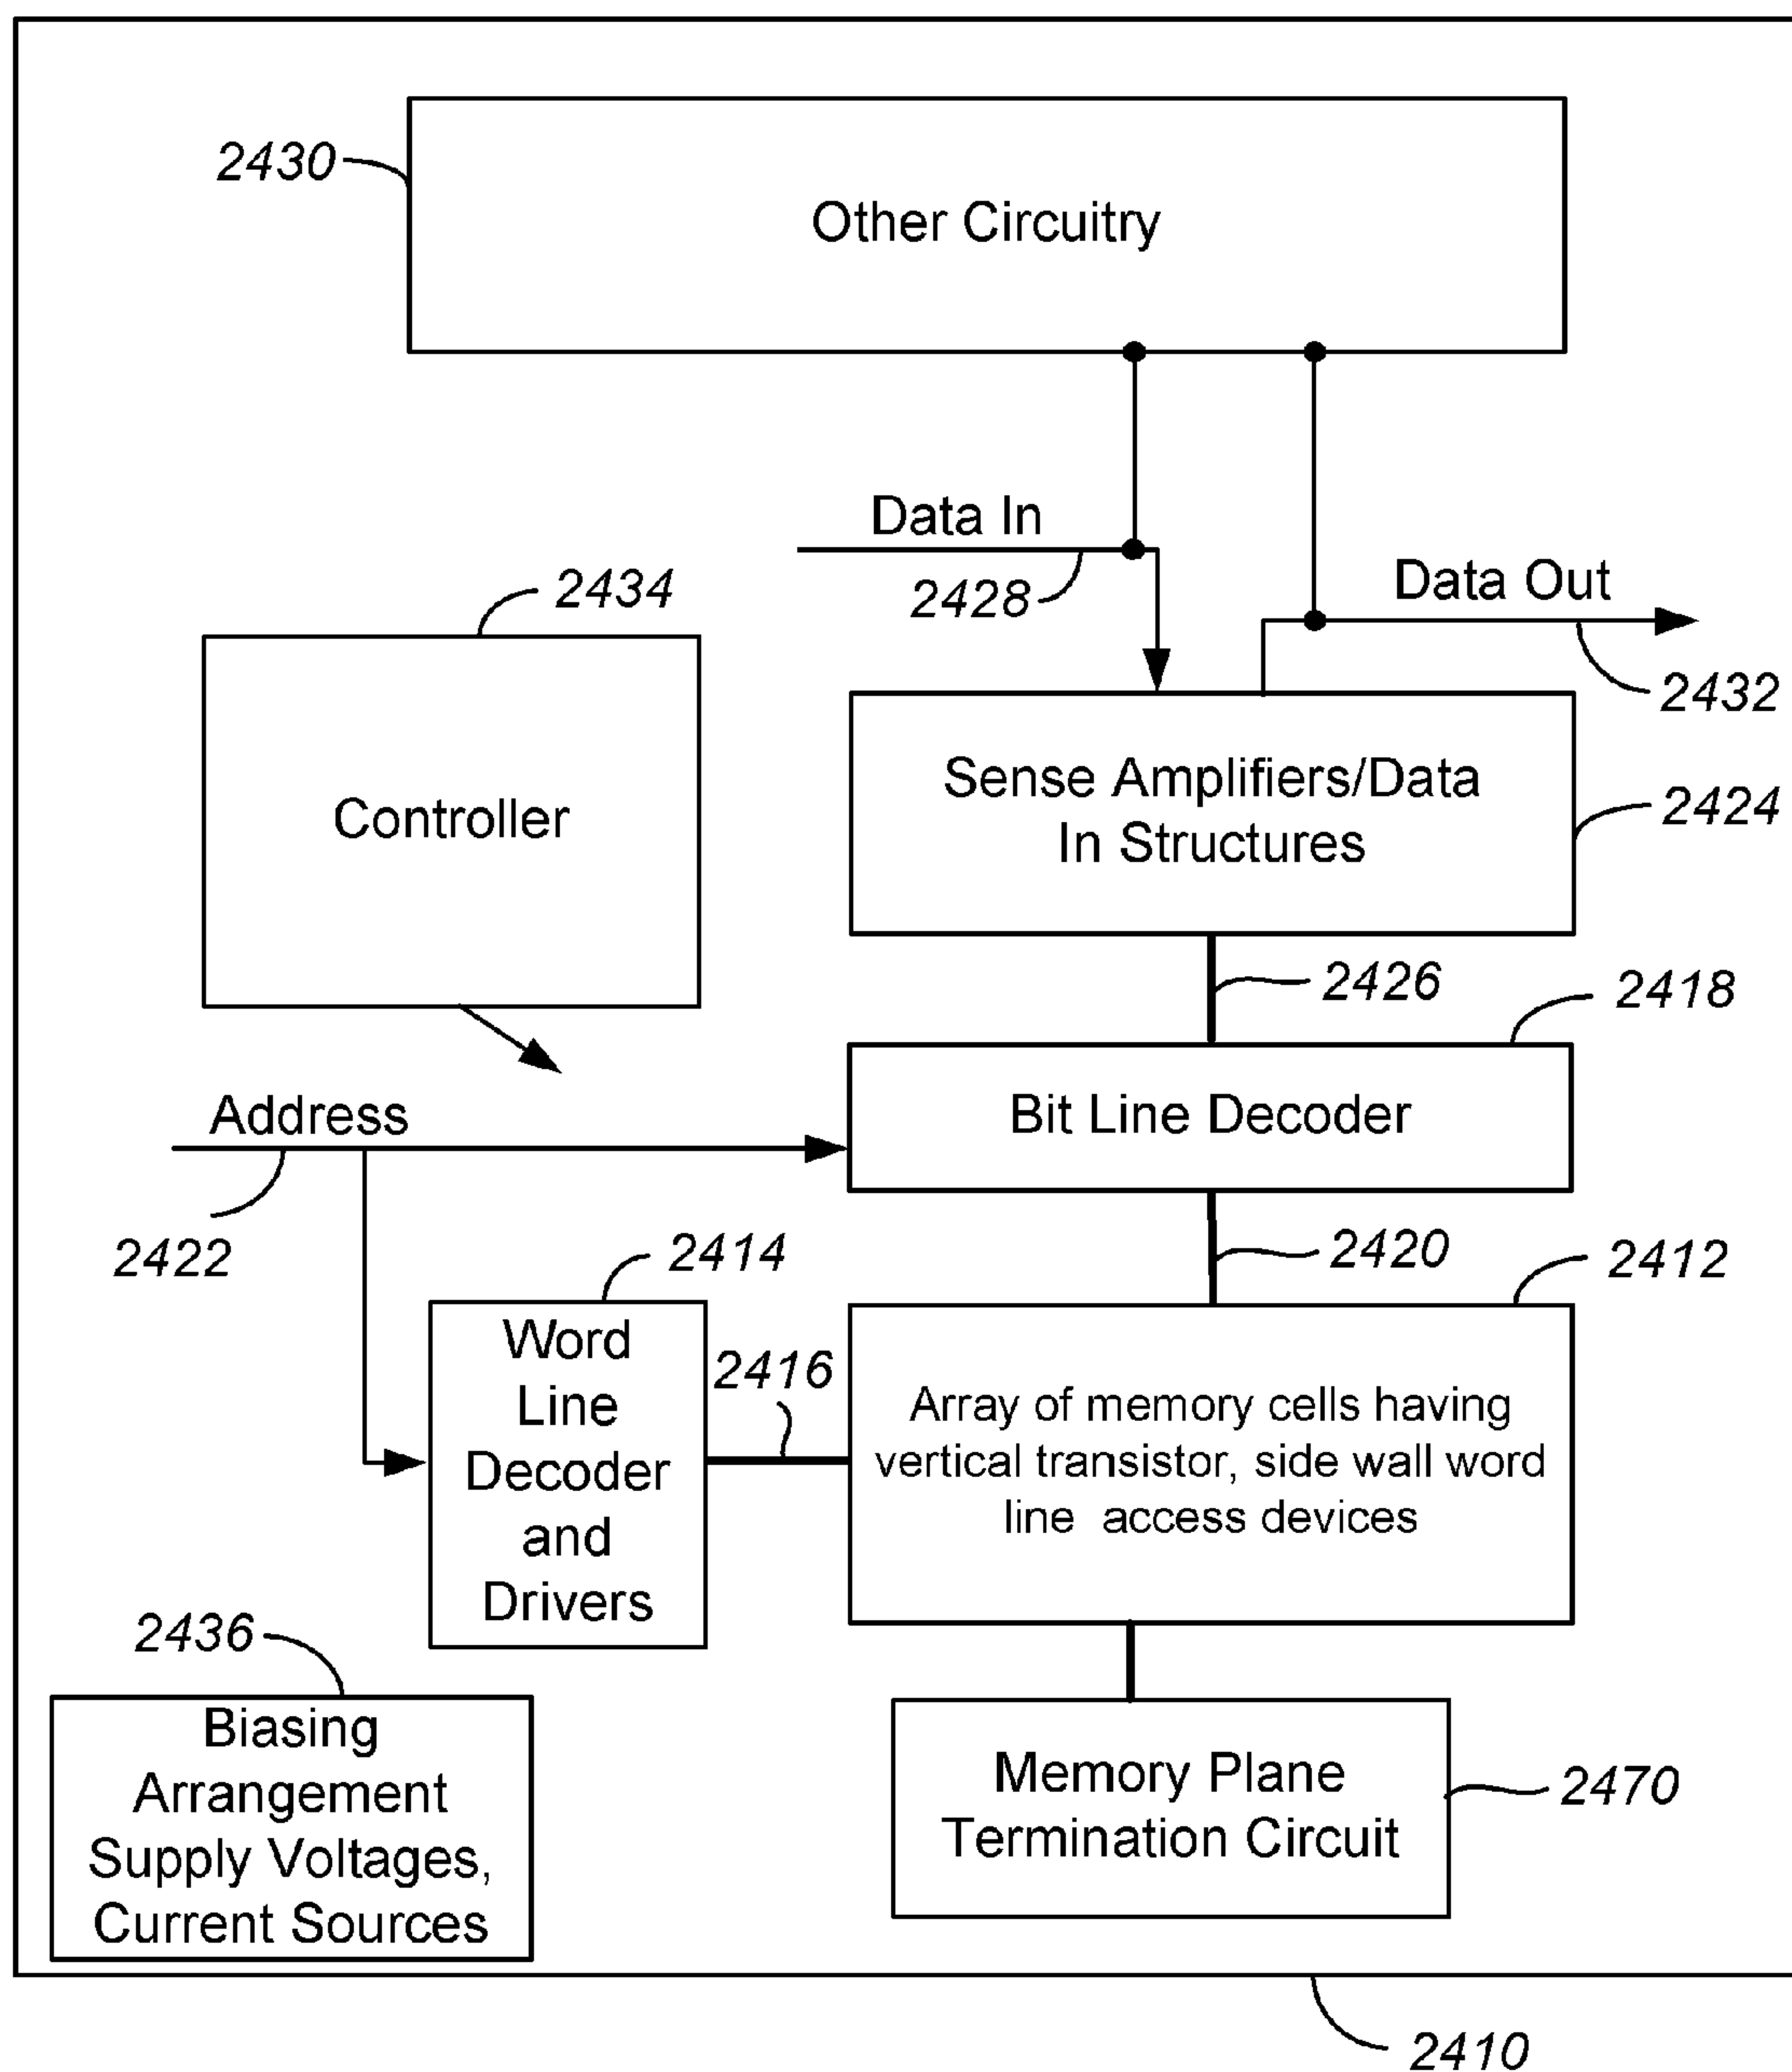 2430
Other Circuitry
Data In
2428
Data Out
2432
2434
Controller
Sense Amplifiers/Data
In Structures
2424
2426
2418
Bit Line Decoder
Address
2422
2420
2414
2412
Word
Line
Decoder
and
Drivers
2416
Array of memory cells having
vertical transistor, side wall word
line access devices
2436
Biasing
Arrangement
Supply Voltages,
Current Sources
Memory Plane
Termination Circuit
2470
2410